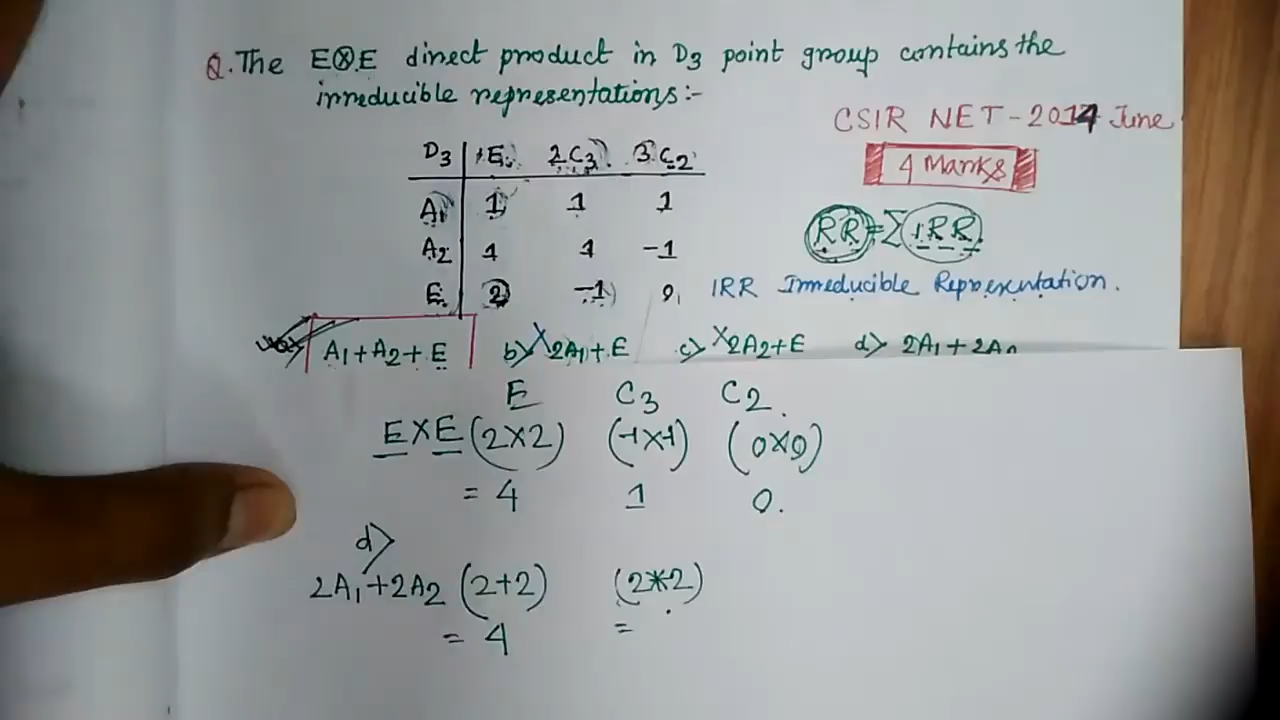 Q. The E⊗E direct product in D3 point group contains the
irreducible representations:-
CSIR NET-2014 June
4 Marks
D3 1E 2C3 3C2
A1 1 1 1
A2 1 1 -1
E 2 -1 0
RR=Σ IRR
IRR Irreducible Representation.
A1+A2+E b> X 2A1+E c> X 2A2+E d> 2A1+2A2
E C3 C2
E×E (2×2) (-1×-1) (0×0)
= 4 1 0.
d>
2A1+2A2 (2+2) (2+2)
= 4 =